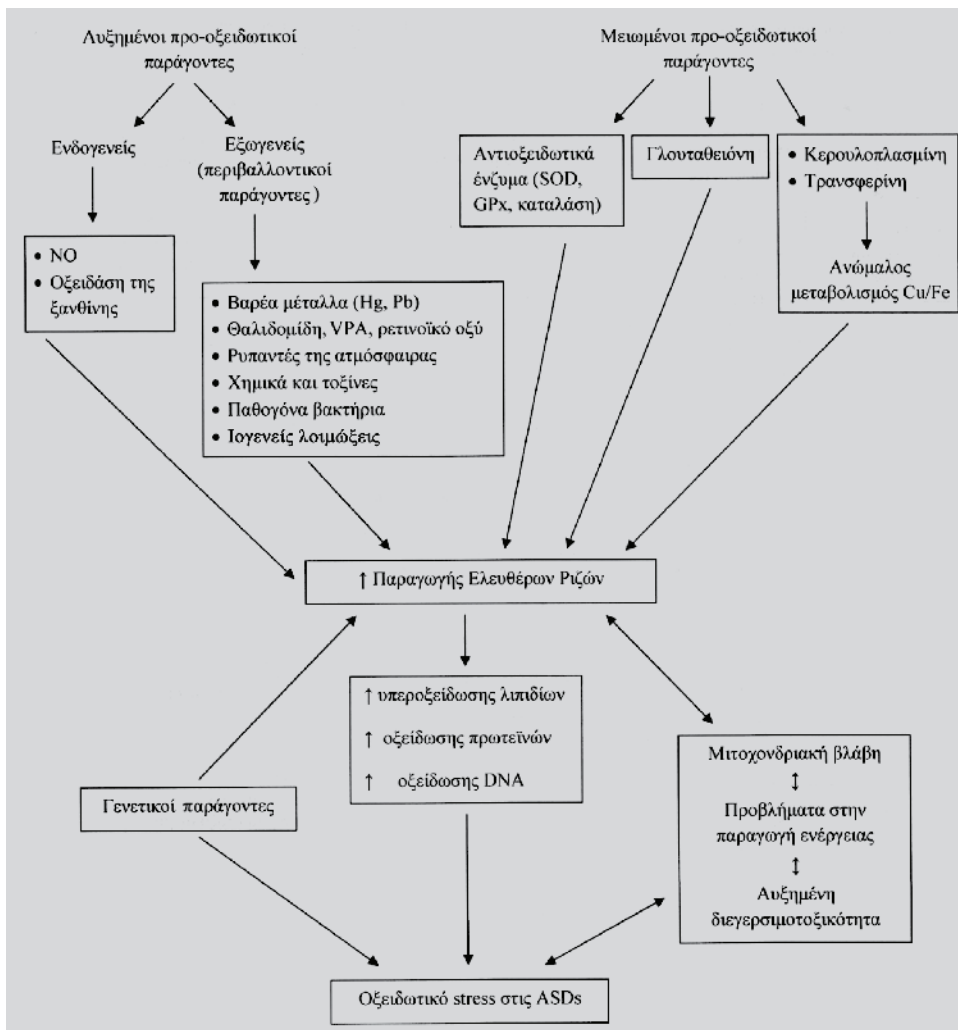 Αυξημένοι προ-οξειδωτικοί
παράγοντες
Μειωμένοι προ-οξειδωτικοί
παράγοντες
Ενδογενείς
Εξωγενείς
(περιβαλλοντικοί
παράγοντες )
Αντιοξειδωτικά
ένζυμα (SOD,
GPx, καταλάση)
Γλουταθειόνη
• Κερουλοπλασμίνη
• Τρανσφερίνη
Ανώμαλος
μεταβολισμός Cu/Fe
• NO
• Οξειδάση της
ξανθίνης
• Βαρέα μέταλλα (Hg, Pb)
• Θαλιδομίδη, VPA, ρετινοϊκό οξύ
• Ρυπαντές της ατμόσφαιρας
• Χημικά και τοξίνες
• Παθογόνα βακτήρια
• Ιογενείς λοιμώξεις
↑ Παραγωγής Ελευθέρων Ριζών
↑ υπεροξείδωσης λιπιδίων
↑ οξείδωσης πρωτεϊνών
↑ οξείδωσης DNA
Γενετικοί παράγοντες
Μιτοχονδριακή βλάβη
↕
Προβλήματα στην
παραγωγή ενέργειας
↕
Αυξημένη
διεγερσιμοτοξικότητα
Οξειδωτικό stress στις ASDs